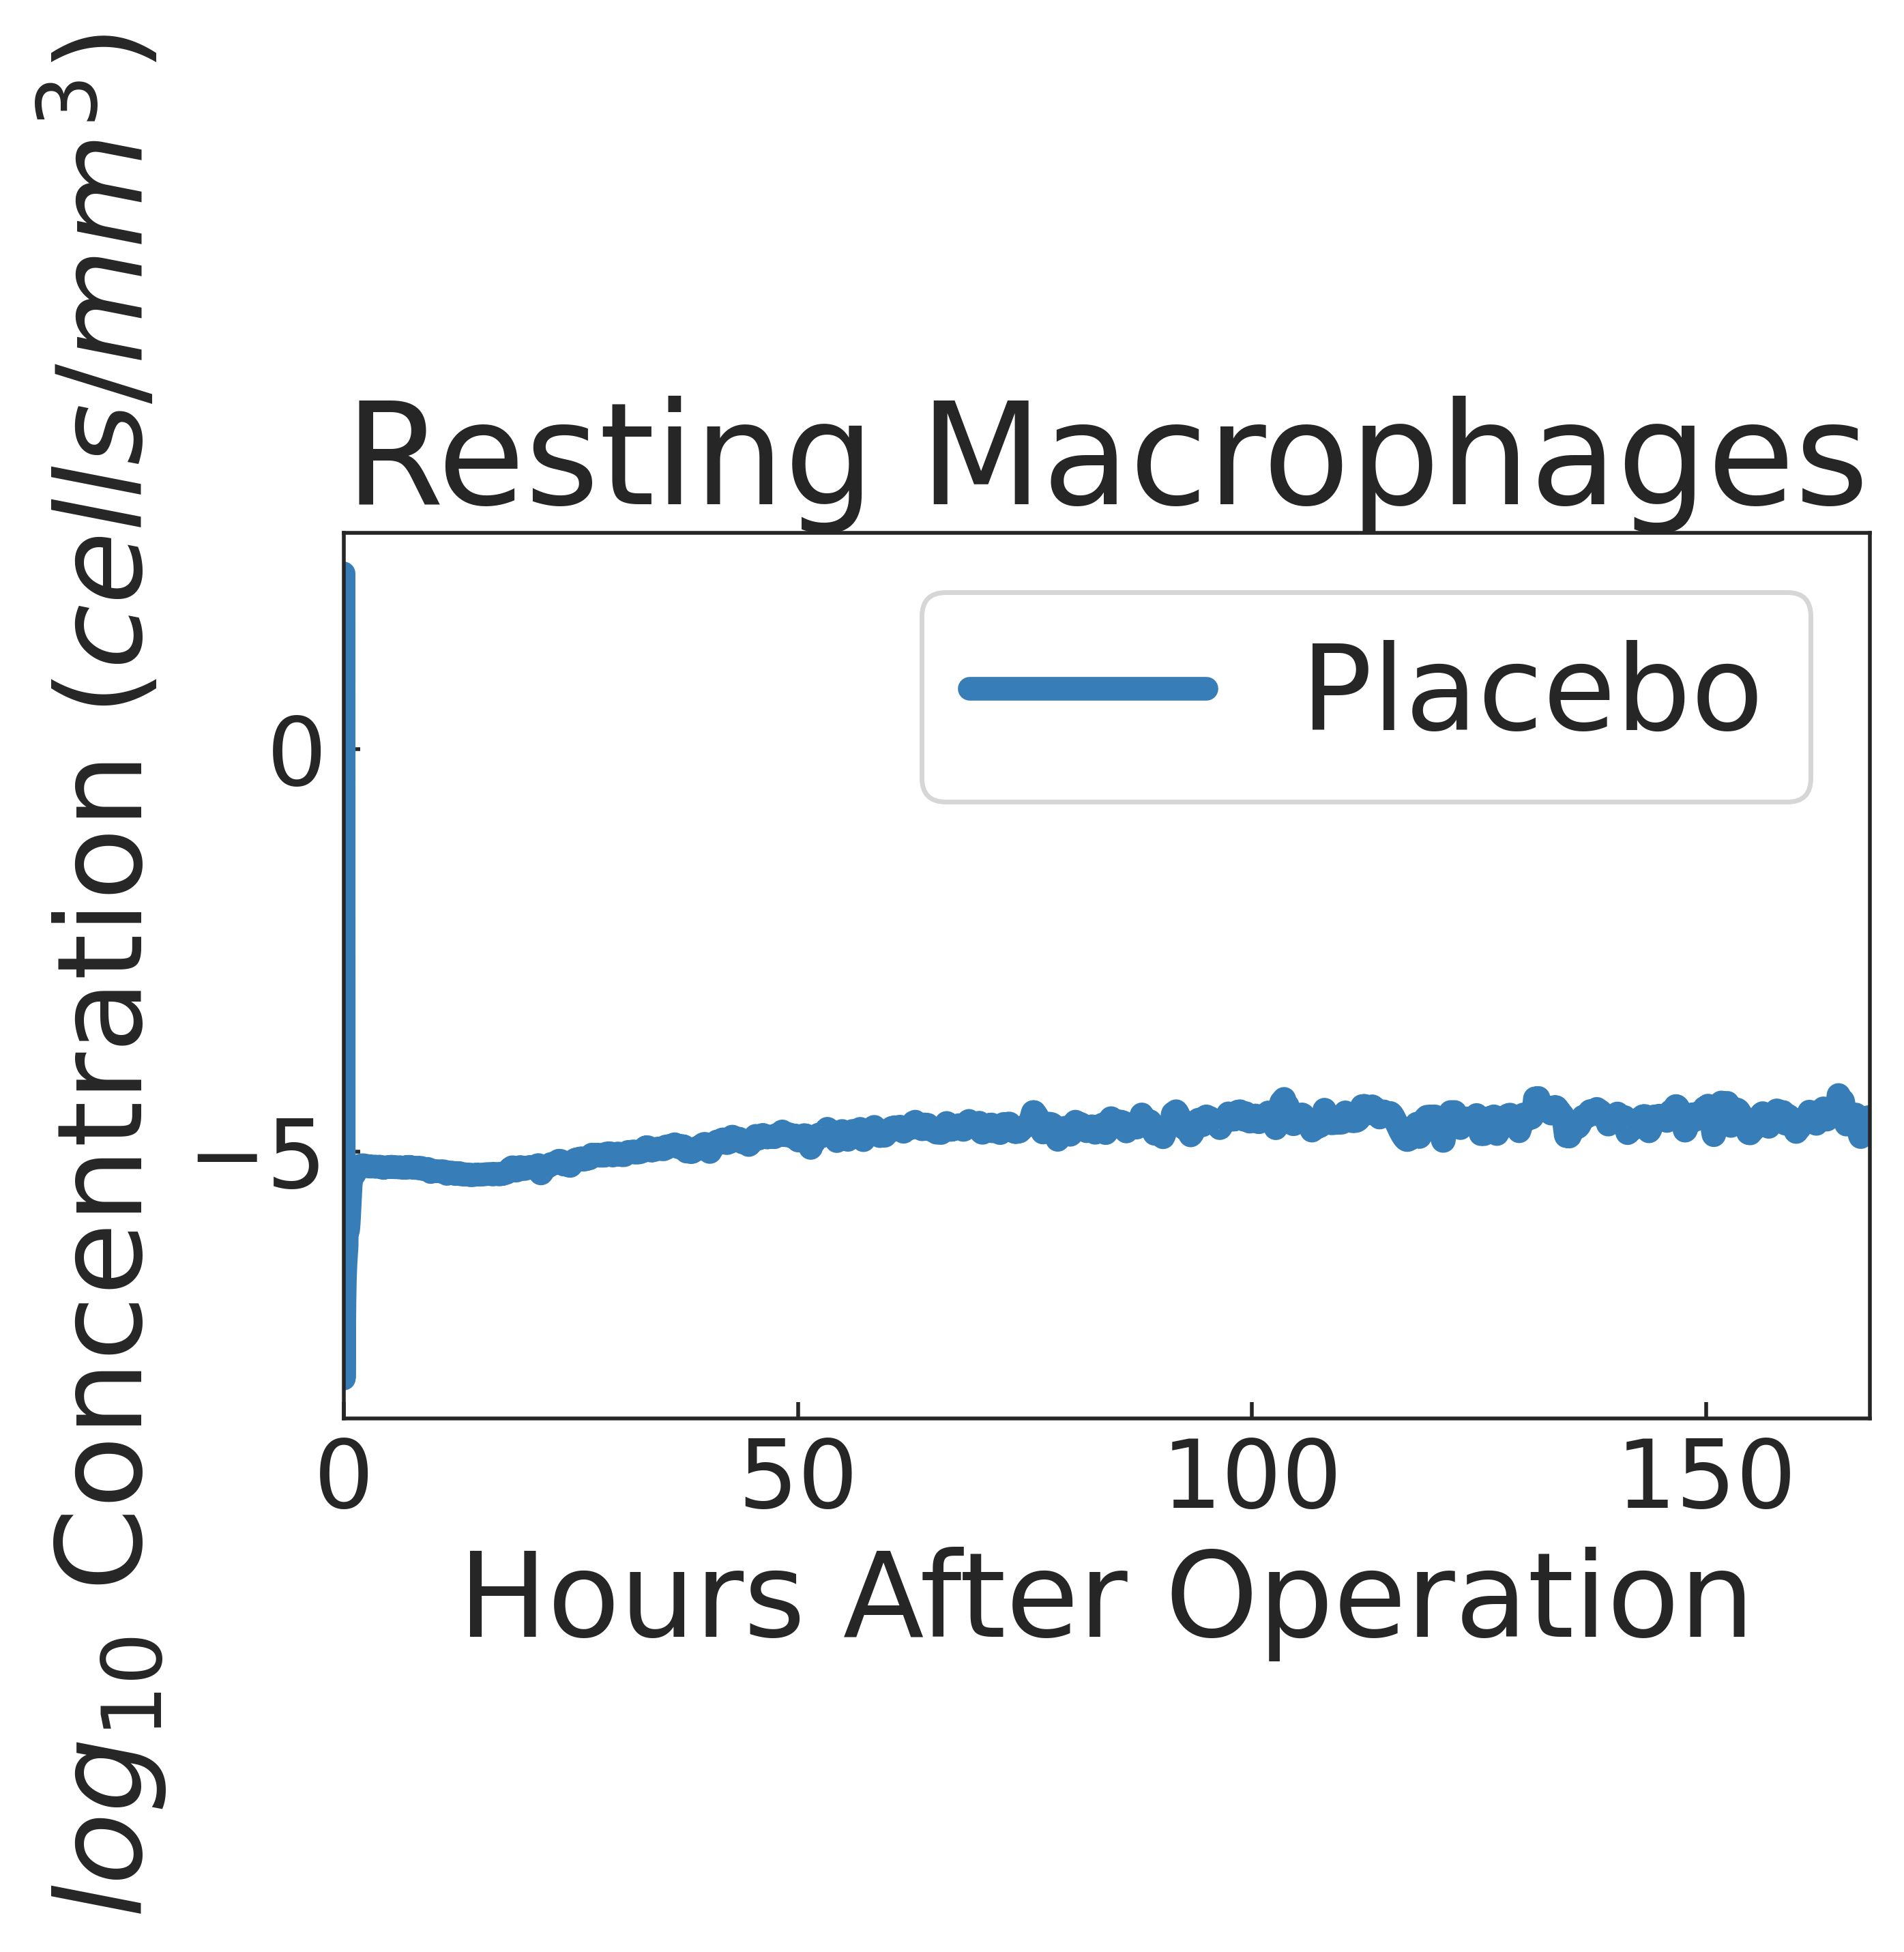 Resting Macrophages
log10 Concentration (cells/mm³)
Placebo
0
−5
0 50 100 150
Hours After Operation